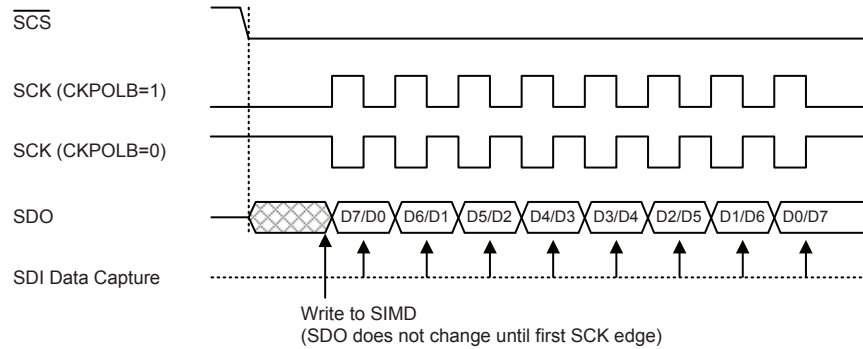 SCS
SCK (CKPOLB=1)
SCK (CKPOLB=0)
SDO
D7/D0 D6/D1 D5/D2 D4/D3 D3/D4 D2/D5 D1/D6 D0/D7
SDI Data Capture
Write to SIMD
(SDO does not change until first SCK edge)